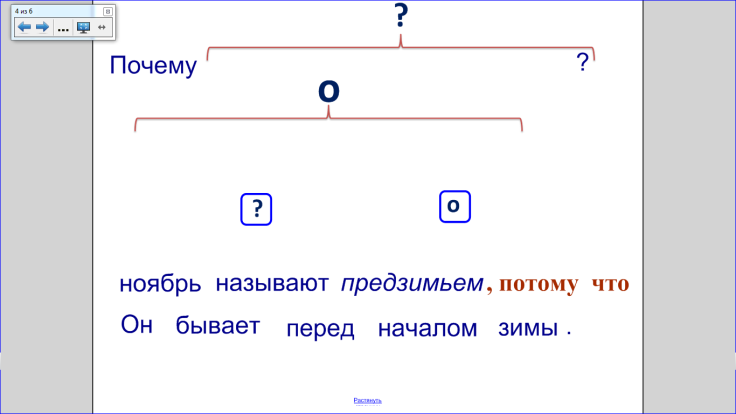 4 из 6
?
Почему ?
о
? о
ноябрь называют предзимьем, потому что
Он бывает перед началом зимы .
Растянуть